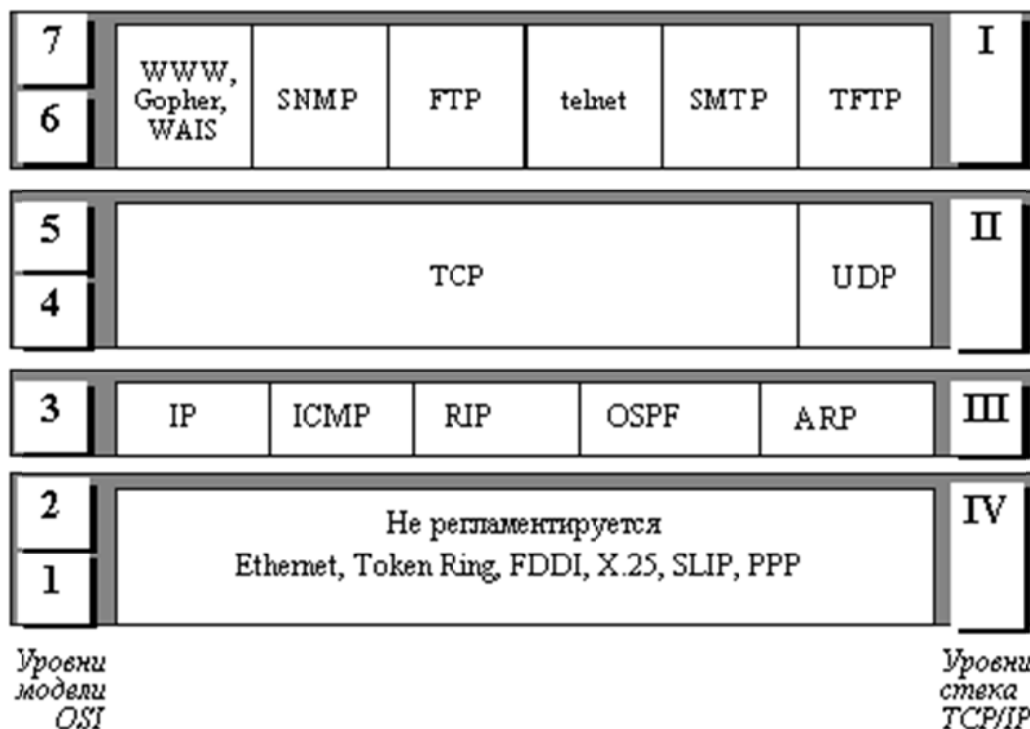 7
6
WWW,
Gopher,
WAIS
SNMP
FTP
telnet
SMTP
TFTP
I
5
4
TCP
UDP
II
3
IP
ICMP
RIP
OSPF
ARP
III
2
1
Не регламентируется
Ethernet, Token Ring, FDDI, X.25, SLIP, PPP
IV
Уровни
модели
OSI
Уровни
стека
TCP/IP